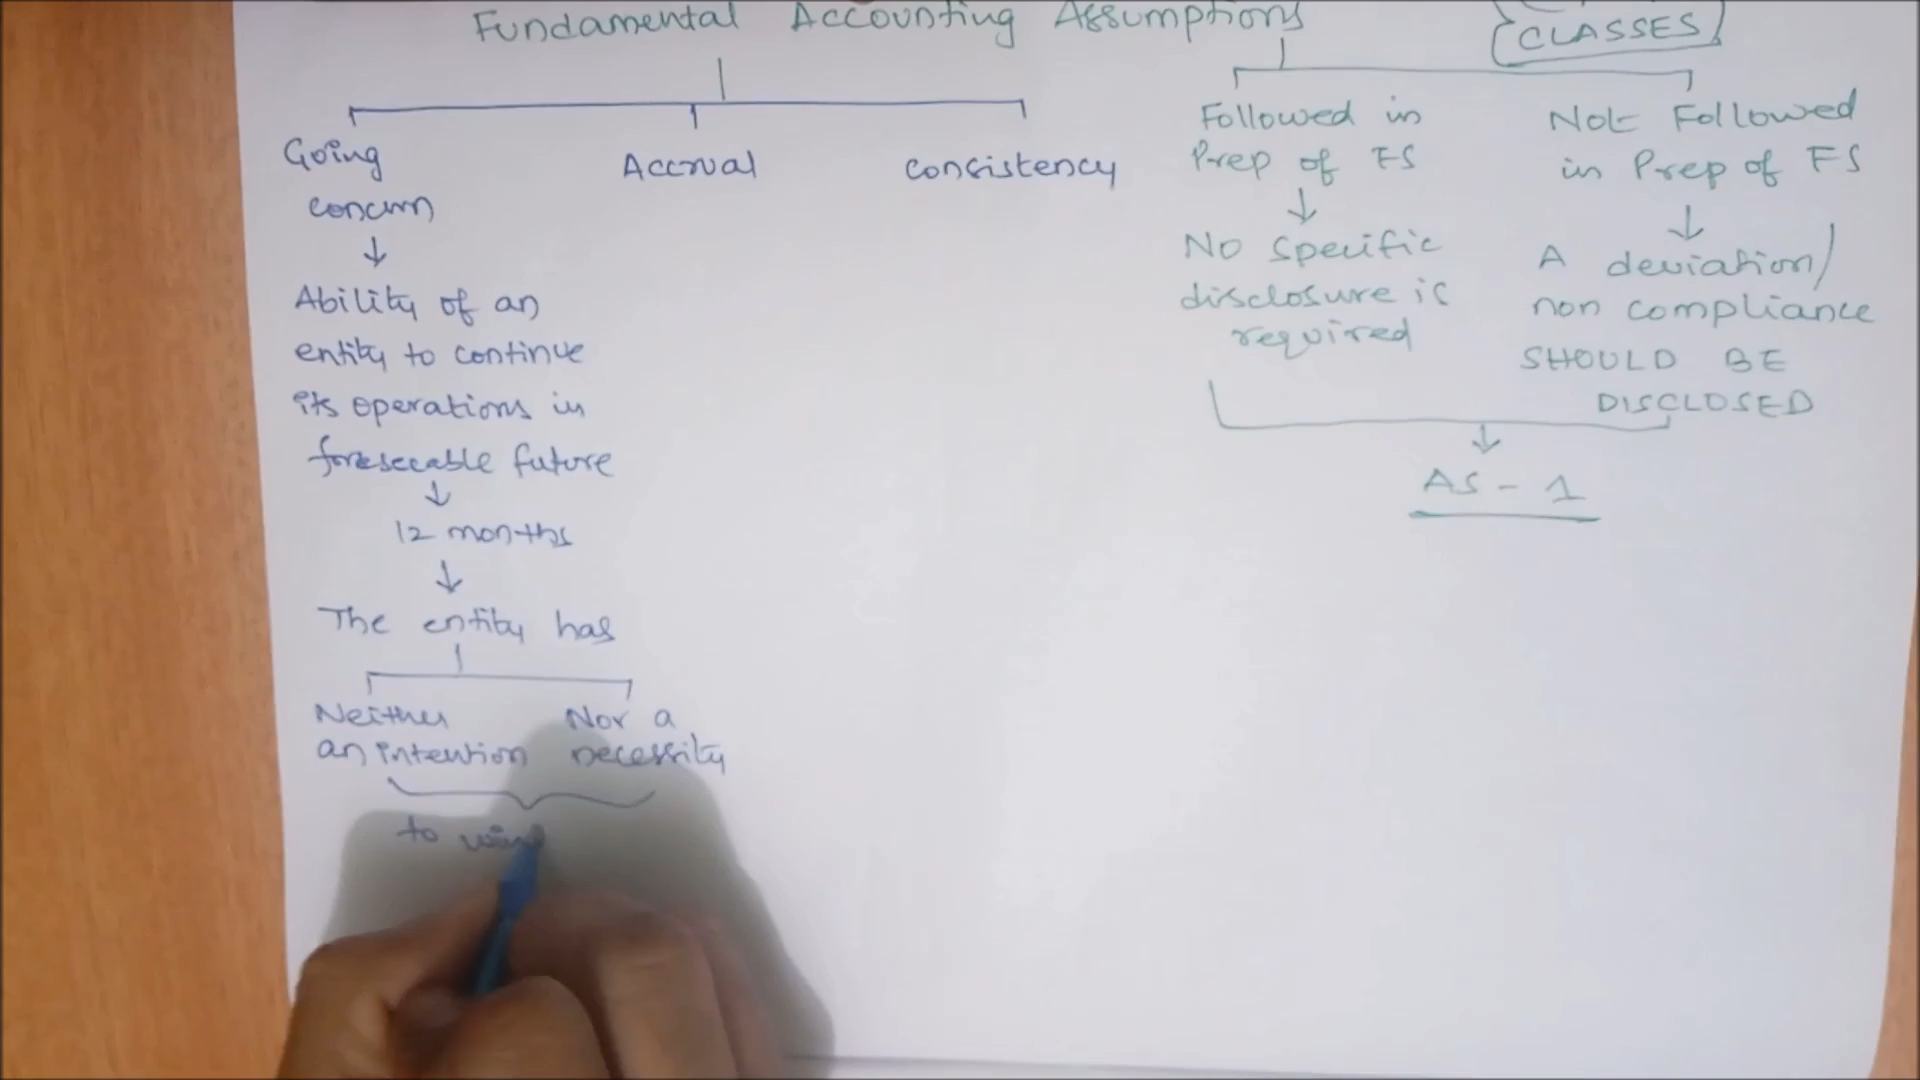 Fundamental Accounting Assumptions
CLASSES
Going
concern
Accrual
consistency
↓
Ability of an
entity to continue
its operations in
foreseeable future
↓
12 months
↓
The entity has
Neither
an intention
Nor a
necessity
to wind
Followed in
Prep of FS
↓
No specific
disclosure is
required
Not Followed
in Prep of FS
↓
A deviation/
non compliance
SHOULD BE
DISCLOSED
↓
AS - 1